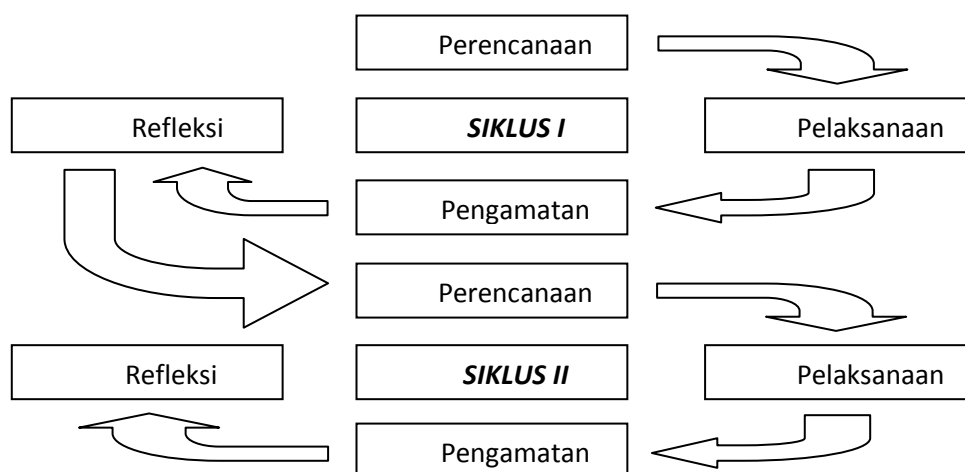 Perencanaan
Refleksi
SIKLUS I
Pelaksanaan
Pengamatan
Perencanaan
Refleksi
SIKLUS II
Pelaksanaan
Pengamatan